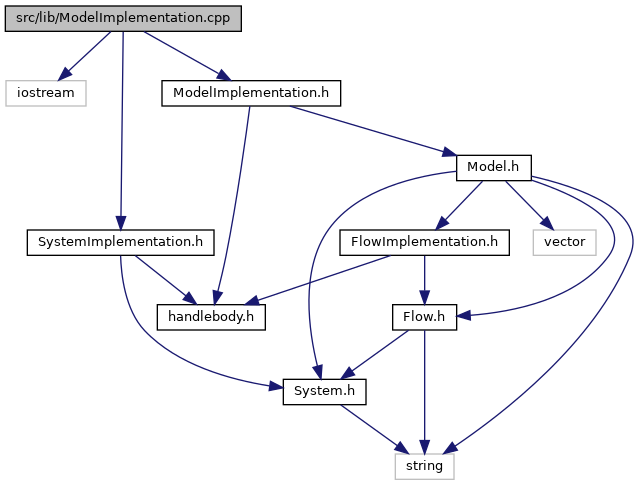 src/lib/ModelImplementation.cpp
iostream
ModelImplementation.h
Model.h
SystemImplementation.h
FlowImplementation.h
vector
handlebody.h
Flow.h
System.h
string